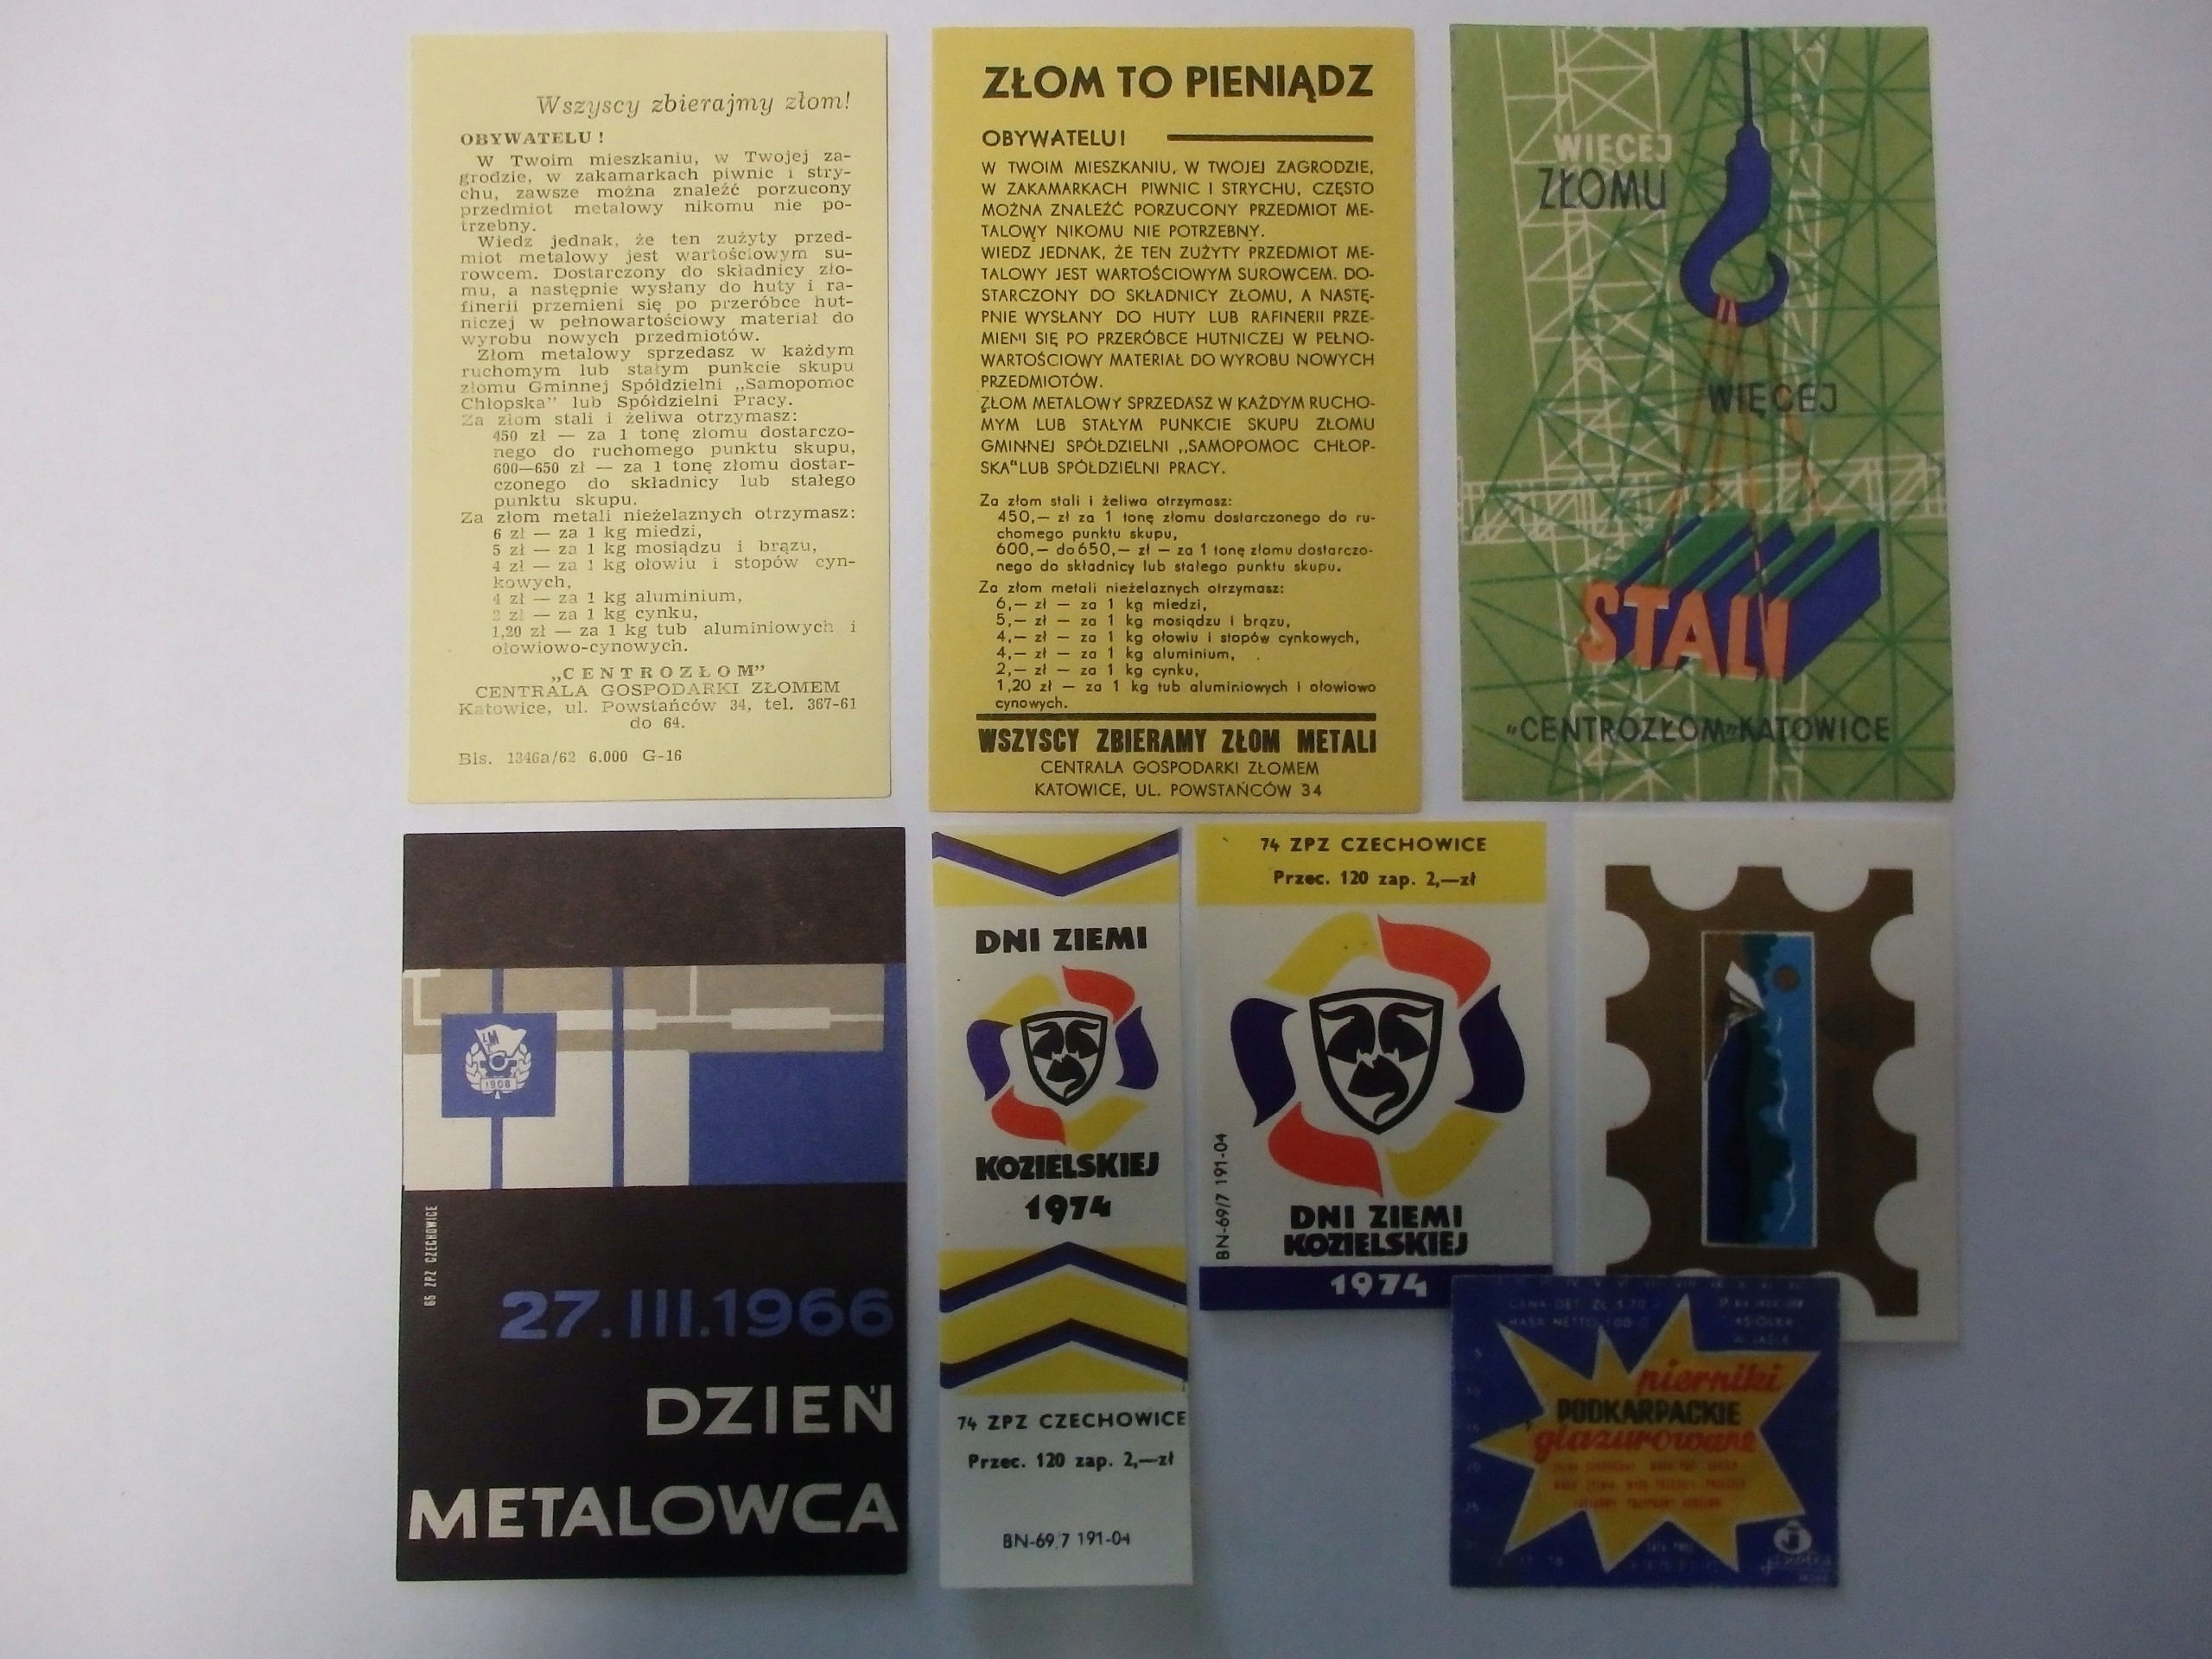 Wszyscy zbierajmy złom!
OBYWATELU !
W Twoim mieszkaniu, w Twojej za-
grodzie, w zakamarkach piwnic i stry-
chu, zawsze można znaleźć porzucony
przedmiot metalowy nikomu nie po-
trzebny.
Wiedz jednak, że ten zużyty przed-
miot metalowy jest wartościowym su-
rowcem. Dostarczony do składnicy zło-
mu, a następnie wysłany do huty i ra-
finerii przemieni się po przeróbce hut-
niczej w pełnowartościowy materiał do
wyrobu nowych przedmiotów.
Złom metalowy sprzedasz w każdym
ruchomym lub stałym punkcie skupu
złomu Gminnej Spółdzielni „Samopomoc
Chłopska” lub Spółdzielni Pracy.
Za złom stali i żeliwa otrzymasz:
450 zł — za 1 tonę złomu dostarczo-
nego do ruchomego punktu skupu,
600—650 zł — za 1 tonę złomu dostar-
czonego do składnicy lub stałego
punktu skupu.
Za złom metali nieżelaznych otrzymasz:
6 zł — za 1 kg miedzi,
5 zł — za 1 kg mosiądzu i brązu,
4 zł — za 1 kg ołowiu i stopów cyn-
kowych,
4 zł — za 1 kg aluminium,
2 zł — za 1 kg cynku,
1,20 zł — za 1 kg tub aluminiowych i
ołowiowo-cynowych.
„CENTROZŁOM”
CENTRALA GOSPODARKI ZŁOMEM
Katowice, ul. Powstańców 34, tel. 367-61
do 64.
Bis. 1346a/62 6.000 G-16
ZŁOM TO PIENIĄDZ
OBYWATELU!
W TWOIM MIESZKANIU, W TWOJEJ ZAGRODZIE,
W ZAKAMARKACH PIWNIC I STRYCHU, CZĘSTO
MOŻNA ZNALEŹĆ PORZUCONY PRZEDMIOT ME-
TALOWY NIKOMU NIE POTRZEBNY.
WIEDZ JEDNAK, ŻE TEN ZUŻYTY PRZEDMIOT ME-
TALOWY JEST WARTOŚCIOWYM SUROWCEM. DO-
STARCZONY DO SKŁADNICY ZŁOMU, A NASTĘ-
PNIE WYSŁANY DO HUTY LUB RAFINERII PRZE-
MIENI SIĘ PO PRZERÓBCE HUTNICZEJ W PEŁNO-
WARTOŚCIOWY MATERIAŁ DO WYROBU NOWYCH
PRZEDMIOTÓW.
ZŁOM METALOWY SPRZEDASZ W KAŻDYM RUCHO-
MYM LUB STAŁYM PUNKCIE SKUPU ZŁOMU
GMINNEJ SPÓŁDZIELNI „SAMOPOMOC CHŁOP-
SKA“LUB SPÓŁDZIELNI PRACY.
Za złom stali i żeliwa otrzymasz:
450,— zł za 1 tonę złomu dostarczonego do ru-
chomego punktu skupu,
600,— do 650,— zł — za 1 tonę złomu dostarczo-
nego do składnicy lub stałego punktu skupu.
Za złom metali nieżelaznych otrzymasz:
6,— zł — za 1 kg miedzi,
5,— zł — za 1 kg mosiądzu i brązu,
4,— zł — za 1 kg ołowiu i stopów cynkowych,
4,— zł — za 1 kg aluminium,
2,— zł — za 1 kg cynku,
1,20 zł — za 1 kg tub aluminiowych i ołowiowo
cynowych.
WSZYSCY ZBIERAMY ZŁOM METALI
CENTRALA GOSPODARKI ZŁOMEM
KATOWICE, UL. POWSTAŃCÓW 34
WIĘCEJ
ZŁOMU
WIĘCEJ
STALI
„CENTROZŁOM” KATOWICE
ZM
1908
65 ZPZ CZECHOWICE
27.III.1966
DZIEŃ
METALOWCA
DNI ZIEMI
KOZIELSKIEJ
1974
74 ZPZ CZECHOWICE
Przec. 120 zap. 2,—zł
BN-69/7 191-04
74 ZPZ CZECHOWICE
Przec. 120 zap. 2,—zł
BN-69/7 191-04
DNI ZIEMI
KOZIELSKIEJ
1974
CENA DET. ZŁ
MASA NETTO 100 G
W JAŚLE
pierniki
PODKARPACKIE
glazurowane